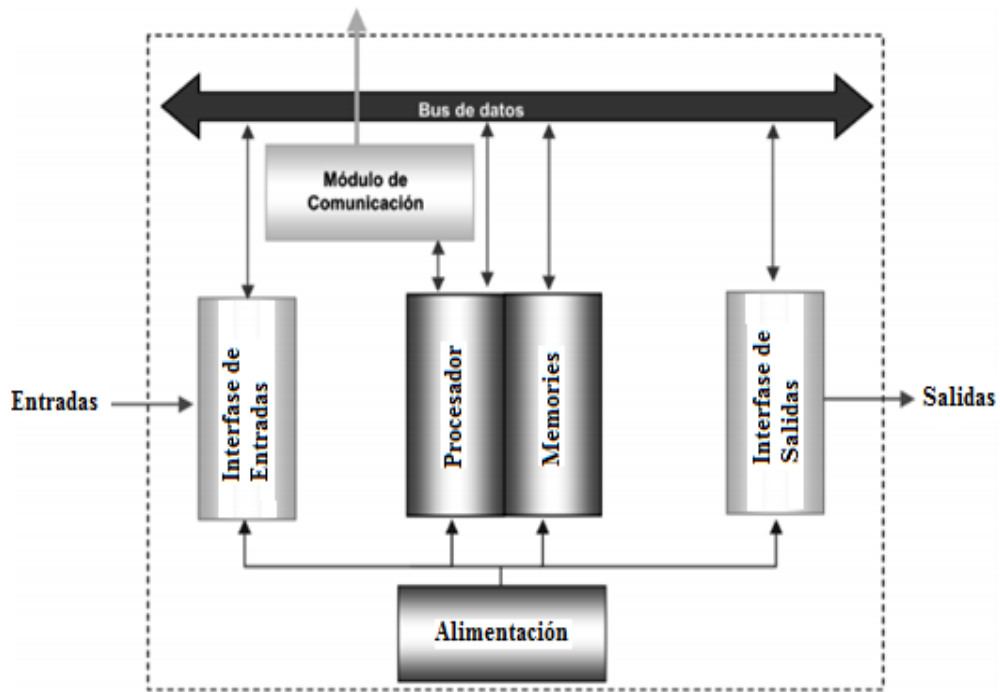 Bus de datos
Módulo de
Comunicación
Entradas
Interfase de
Entradas
Procesador
Memories
Interfase de
Salidas
Salidas
Alimentación